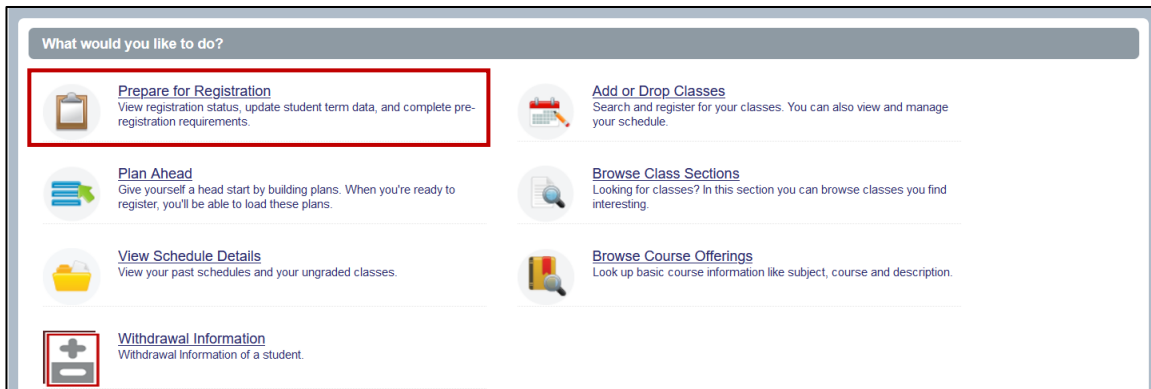 What would you like to do?
Prepare for Registration
View registration status, update student term data, and complete pre-
registration requirements.
Add or Drop Classes
Search and register for your classes. You can also view and manage
your schedule.
Plan Ahead
Give yourself a head start by building plans. When you're ready to
register, you'll be able to load these plans.
Browse Class Sections
Looking for classes? In this section you can browse classes you find
interesting.
View Schedule Details
View your past schedules and your ungraded classes.
Browse Course Offerings
Look up basic course information like subject, course and description.
Withdrawal Information
Withdrawal Information of a student.